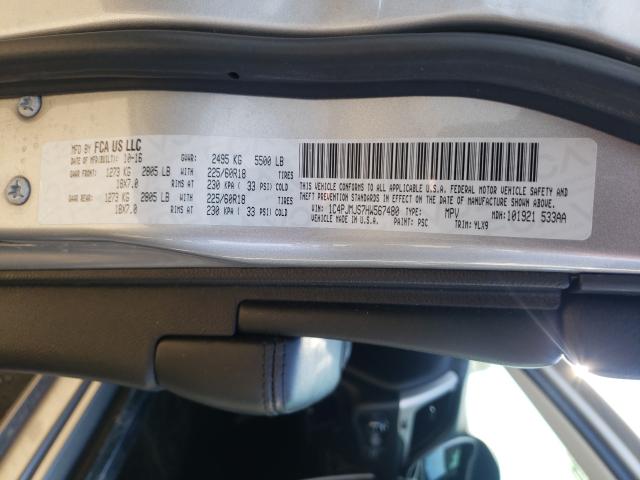 MFD BY FCA US LLC
DATE OF MFR(BUILT): 10-16 GVWR: 2495 KG 5500 LB
GAWR FRONT: 1273 KG 2805 LB WITH 225/60R18 TIRES
18X7.0 RIMS AT 230 KPA ( 33 PSI) COLD
GAWR REAR: 1273 KG 2805 LB WITH 225/60R18 TIRES
18X7.0 RIMS AT 230 KPA ( 33 PSI) COLD
THIS VEHICLE CONFORMS TO ALL APPLICABLE U.S.A. FEDERAL MOTOR VEHICLE SAFETY AND
THEFT PREVENTION STANDARDS IN EFFECT ON THE DATE OF MANUFACTURE SHOWN ABOVE.
VIN: 1C4PJMJS7HW567480 TYPE: MPV MDH: 101921 533AA
VEHICLE MADE IN U.S.A. PAINT: PSC TRIM: YLX9